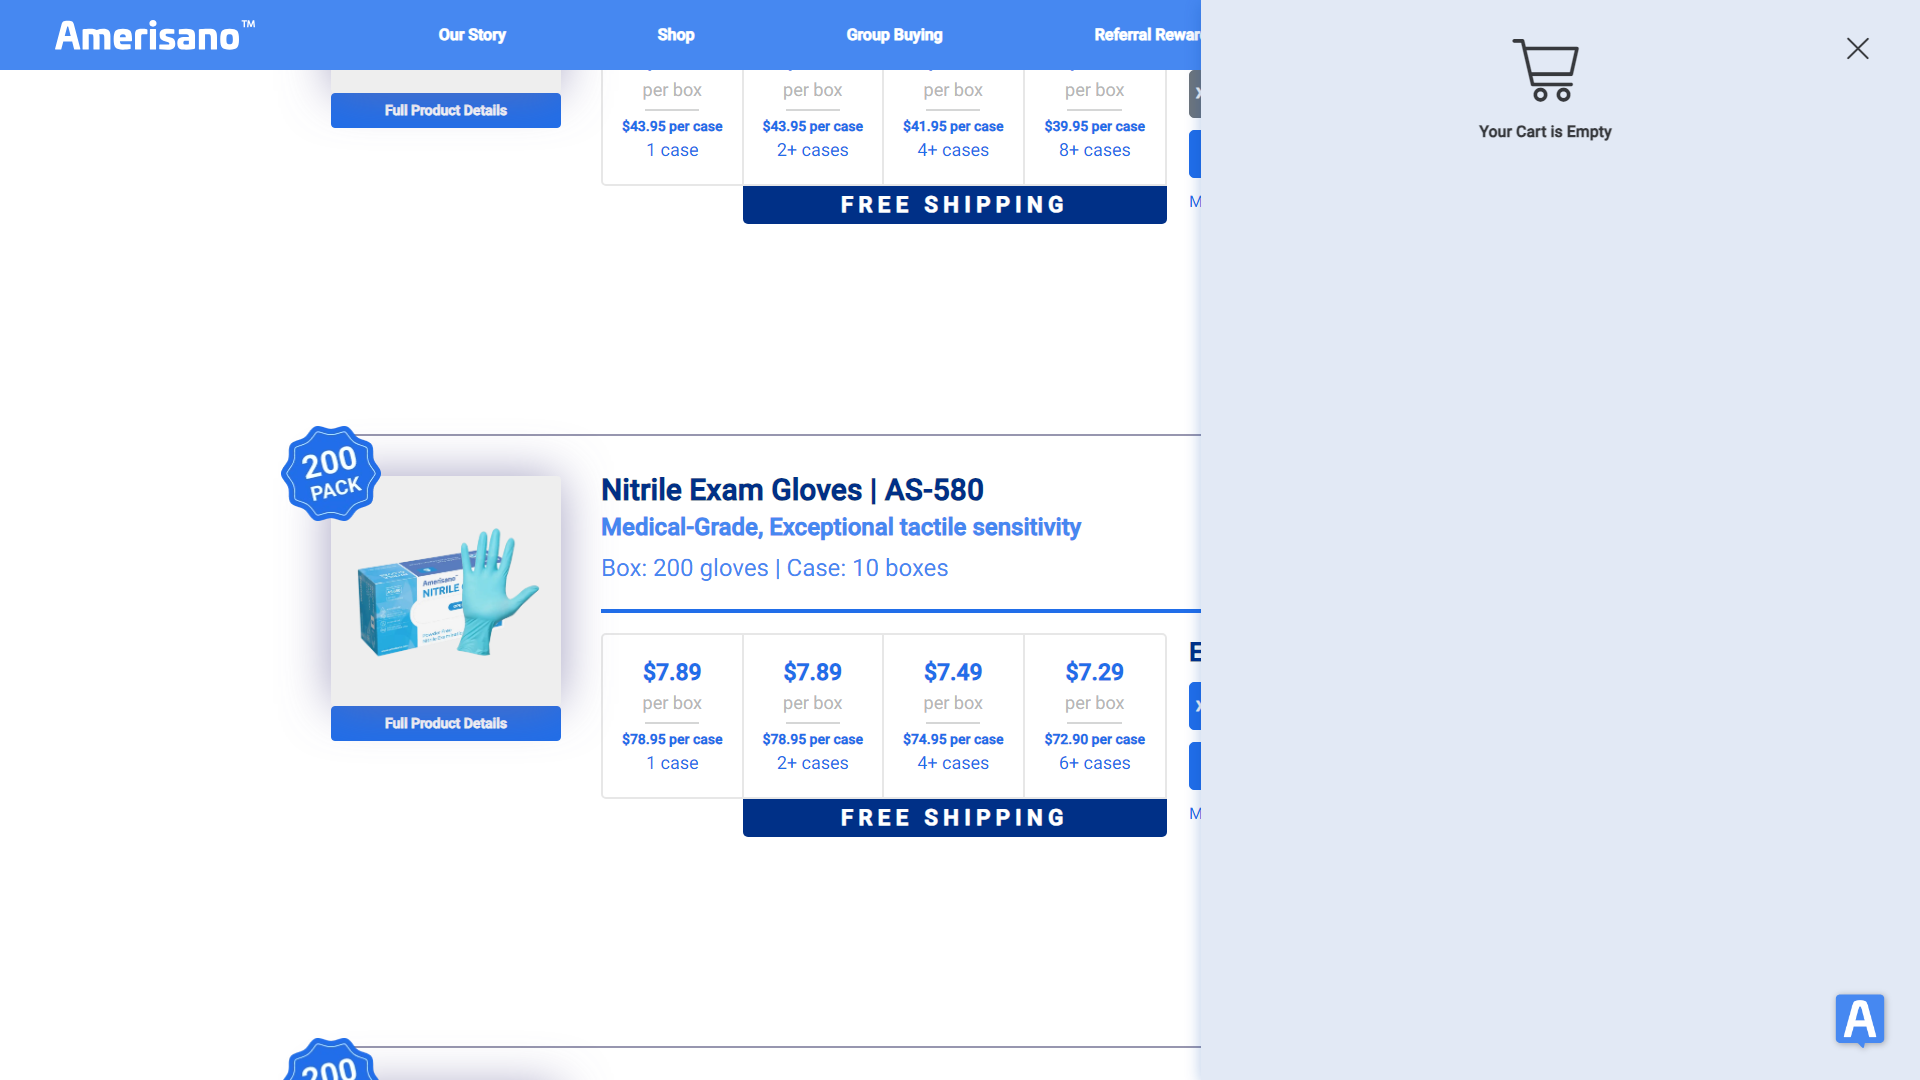 Amerisano™
Our Story
Shop
Group Buying
Your Cart is Empty
Full Product Details
per box
per box
per box
per box
$43.95 per case
$43.95 per case
$41.95 per case
$39.95 per case
1 case
2+ cases
4+ cases
8+ cases
FREE SHIPPING
200
PACK
Nitrile Exam Gloves | AS-580
Medical-Grade, Exceptional tactile sensitivity
Box: 200 gloves | Case: 10 boxes
Amerisano™
NITRILE
$7.89
$7.89
$7.49
$7.29
per box
per box
per box
per box
Full Product Details
$78.95 per case
$78.95 per case
$74.95 per case
$72.90 per case
1 case
2+ cases
4+ cases
6+ cases
FREE SHIPPING
A
200